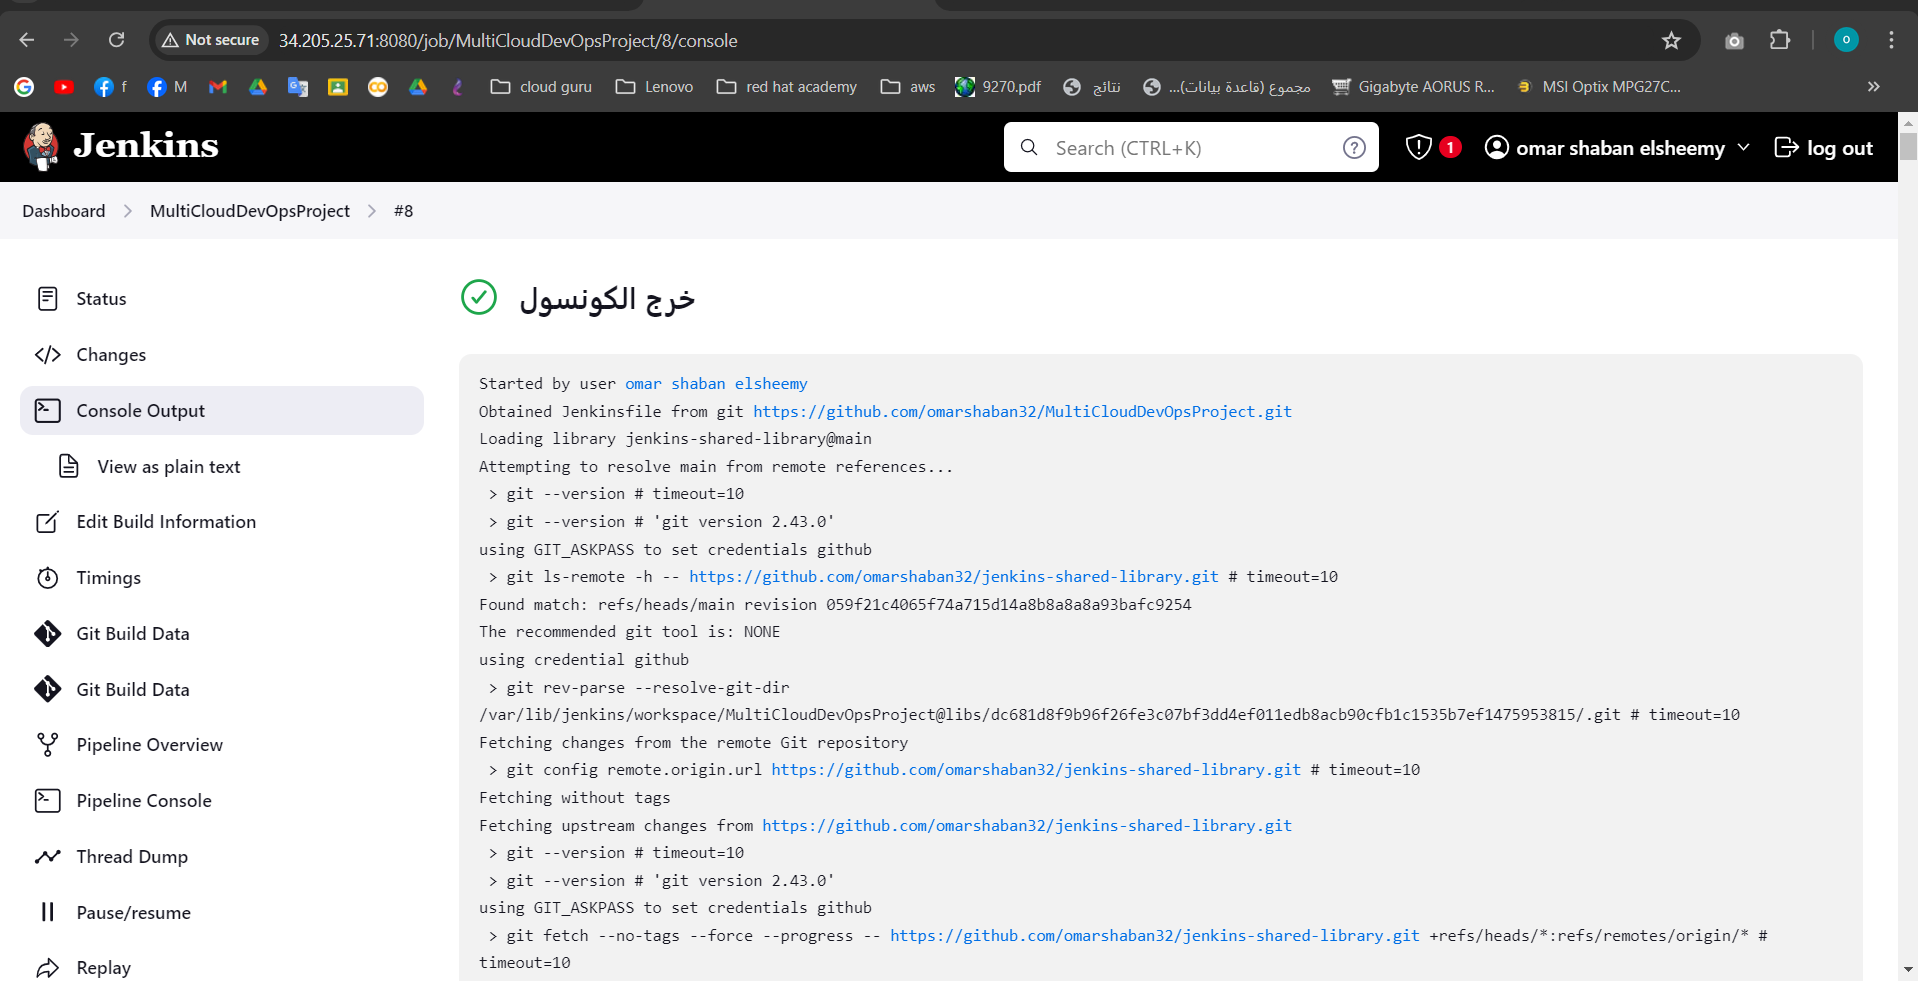 Not secure
34.205.25.71:8080/job/MultiCloudDevOpsProject/8/console
o
f
M
cloud guru
Lenovo
red hat academy
aws
9270.pdf
نتائج
مجموع (قاعدة بيانات)...
Gigabyte AORUS R...
MSI Optix MPG27C...
Jenkins
Search (CTRL+K)
1
omar shaban elsheemy
log out
Dashboard > MultiCloudDevOpsProject > #8
Status
Changes
Console Output
View as plain text
Edit Build Information
Timings
Git Build Data
Git Build Data
Pipeline Overview
Pipeline Console
Thread Dump
Pause/resume
Replay
خرج الكونسول
Started by user omar shaban elsheemy
Obtained Jenkinsfile from git https://github.com/omarshaban32/MultiCloudDevOpsProject.git
Loading library jenkins-shared-library@main
Attempting to resolve main from remote references...
> git --version # timeout=10
> git --version # 'git version 2.43.0'
using GIT_ASKPASS to set credentials github
> git ls-remote -h -- https://github.com/omarshaban32/jenkins-shared-library.git # timeout=10
Found match: refs/heads/main revision 059f21c4065f74a715d14a8b8a8a8a93bafc9254
The recommended git tool is: NONE
using credential github
> git rev-parse --resolve-git-dir
/var/lib/jenkins/workspace/MultiCloudDevOpsProject@libs/dc681d8f9b96f26fe3c07bf3dd4ef011edb8acb90cfb1c1535b7ef1475953815/.git # timeout=10
Fetching changes from the remote Git repository
> git config remote.origin.url https://github.com/omarshaban32/jenkins-shared-library.git # timeout=10
Fetching without tags
Fetching upstream changes from https://github.com/omarshaban32/jenkins-shared-library.git
> git --version # timeout=10
> git --version # 'git version 2.43.0'
using GIT_ASKPASS to set credentials github
> git fetch --no-tags --force --progress -- https://github.com/omarshaban32/jenkins-shared-library.git +refs/heads/*:refs/remotes/origin/* #
timeout=10